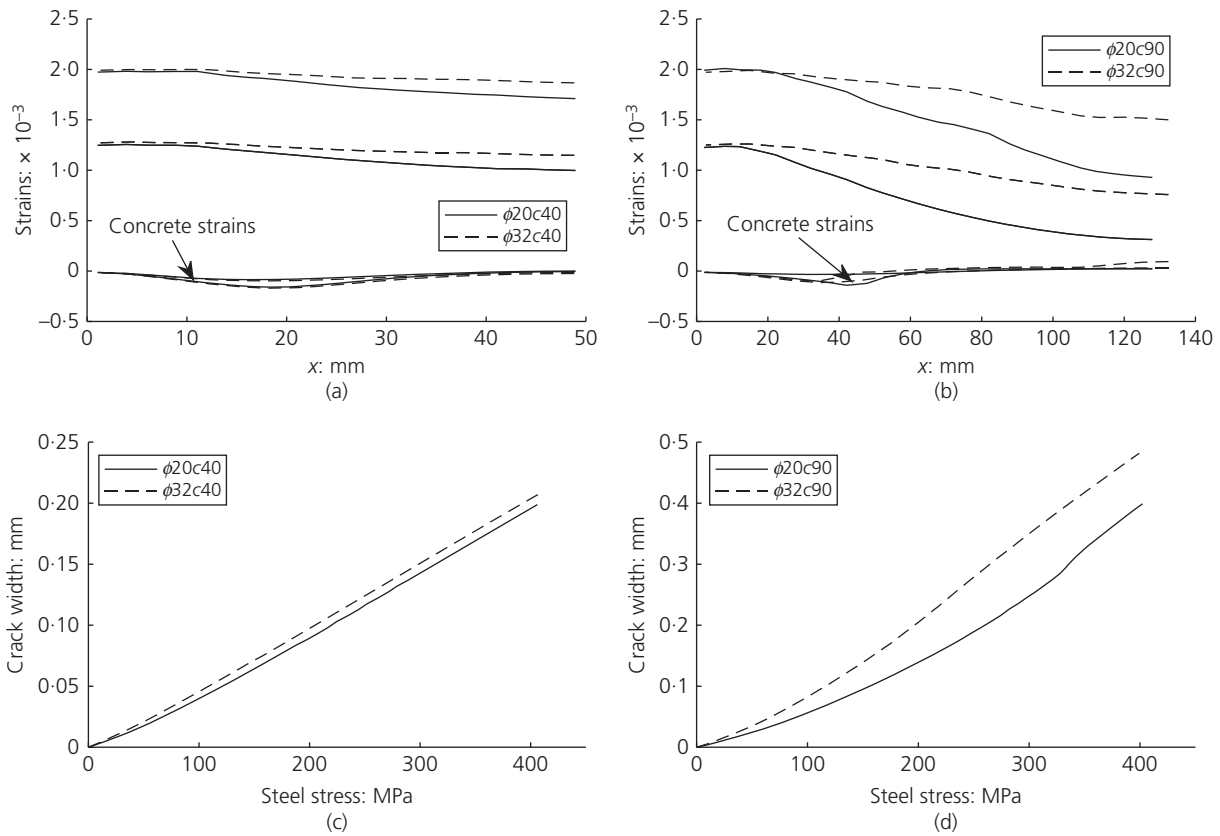 2·5
2·0
1·5
1·0
0·5
0
–0·5
Strains: × 10⁻³
Concrete strains
ϕ20c40
ϕ32c40
0 10 20 30 40 50
x: mm
(a)
2·5
2·0
1·5
1·0
0·5
0
–0·5
Strains: × 10⁻³
ϕ20c90
ϕ32c90
Concrete strains
0 20 40 60 80 100 120 140
x: mm
(b)
0·25
0·20
0·15
0·10
0·05
0
Crack width: mm
ϕ20c40
ϕ32c40
0 100 200 300 400
Steel stress: MPa
(c)
0·5
0·4
0·3
0·2
0·1
0
Crack width: mm
ϕ20c90
ϕ32c90
0 100 200 300 400
Steel stress: MPa
(d)